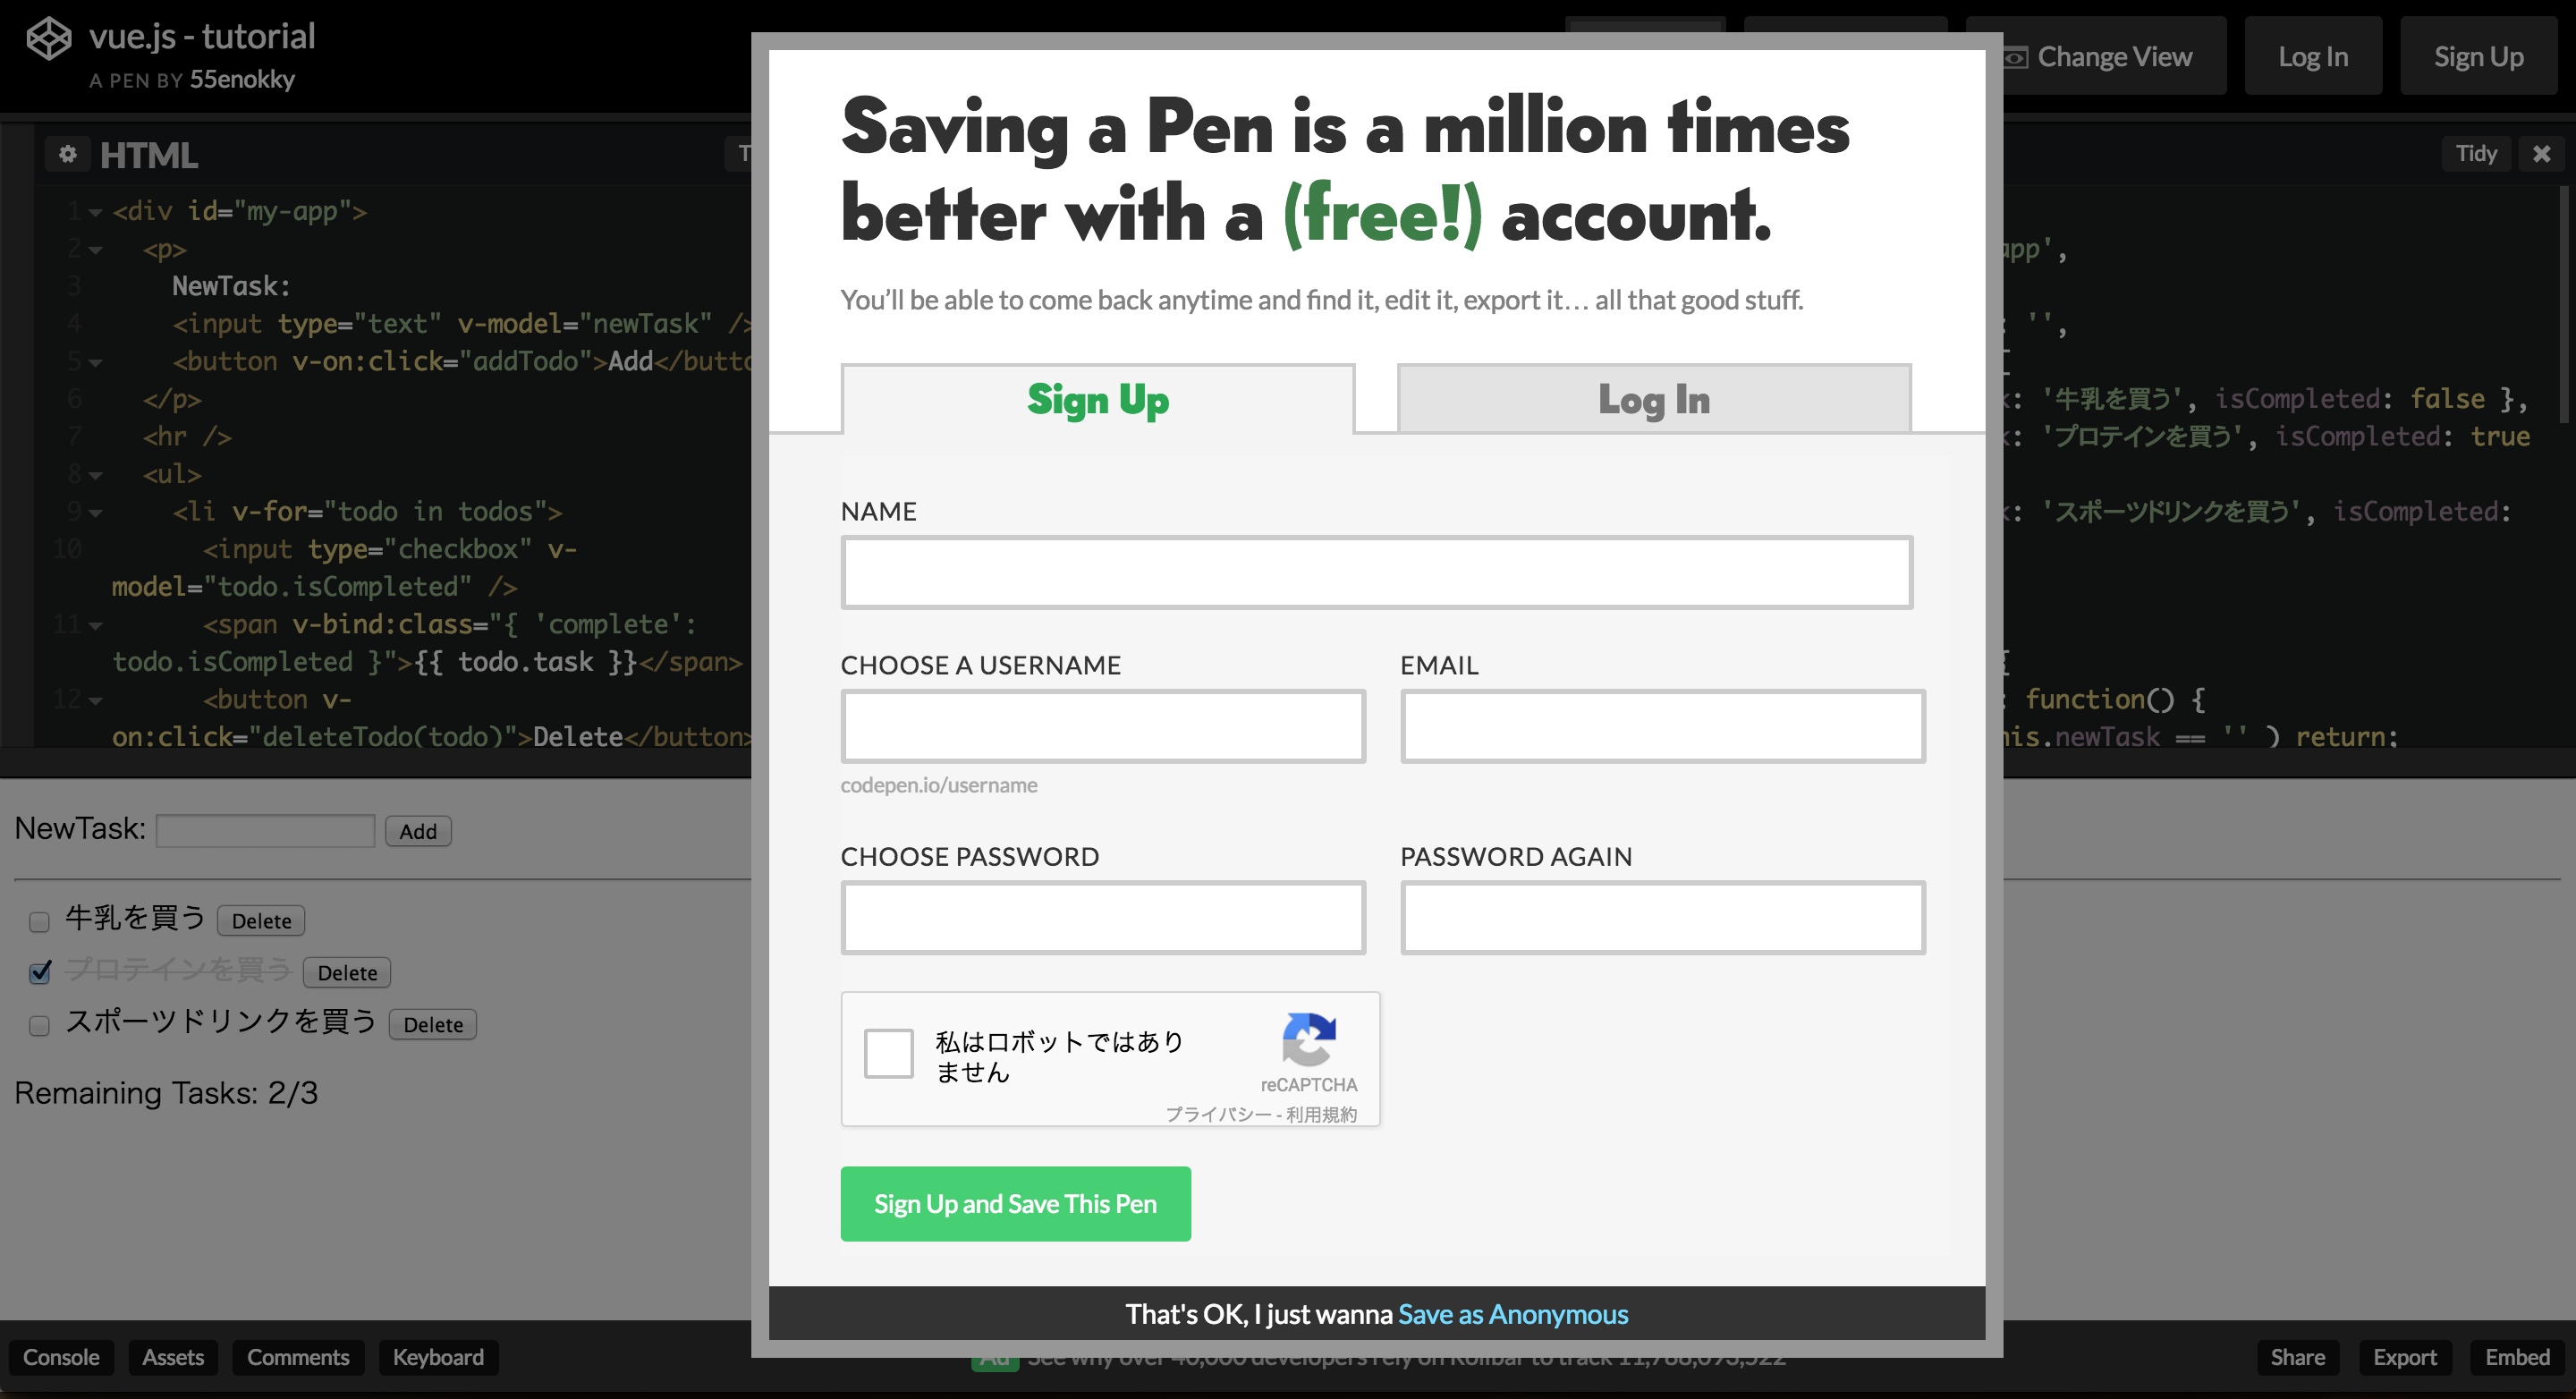 vue.js - tutorial
A PEN BY 55enokky
Change View
Log In
Sign Up
HTML
Tidy
1 <div id="my-app">
2 <p>
3 NewTask:
4 <input type="text" v-model="newTask" />
5 <button v-on:click="addTodo">Add</butto
6 </p>
7 <hr />
8 <ul>
9 <li v-for="todo in todos">
10 <input type="checkbox" v-
model="todo.isCompleted" />
11 <span v-bind:class="{ 'complete':
todo.isCompleted }">{{ todo.task }}</span>
12 <button v-
on:click="deleteTodo(todo)">Delete</button>
app',
: '',
: '牛乳を買う', isCompleted: false },
: 'プロテインを買う', isCompleted: true
: 'スポーツドリンクを買う', isCompleted:
{
: function() {
his.newTask == '' ) return;
Saving a Pen is a million times
better with a (free!) account.
You’ll be able to come back anytime and find it, edit it, export it… all that good stuff.
Sign Up
Log In
NAME
CHOOSE A USERNAME
EMAIL
codepen.io/username
CHOOSE PASSWORD
PASSWORD AGAIN
私はロボットではあり
ません
reCAPTCHA
プライバシー - 利用規約
Sign Up and Save This Pen
That's OK, I just wanna Save as Anonymous
NewTask:
Add
牛乳を買う Delete
プロテインを買う Delete
スポーツドリンクを買う Delete
Remaining Tasks: 2/3
Console
Assets
Comments
Keyboard
Ad See why over 40,000 developers rely on Rollbar to track 11,788,093,522
Share
Export
Embed